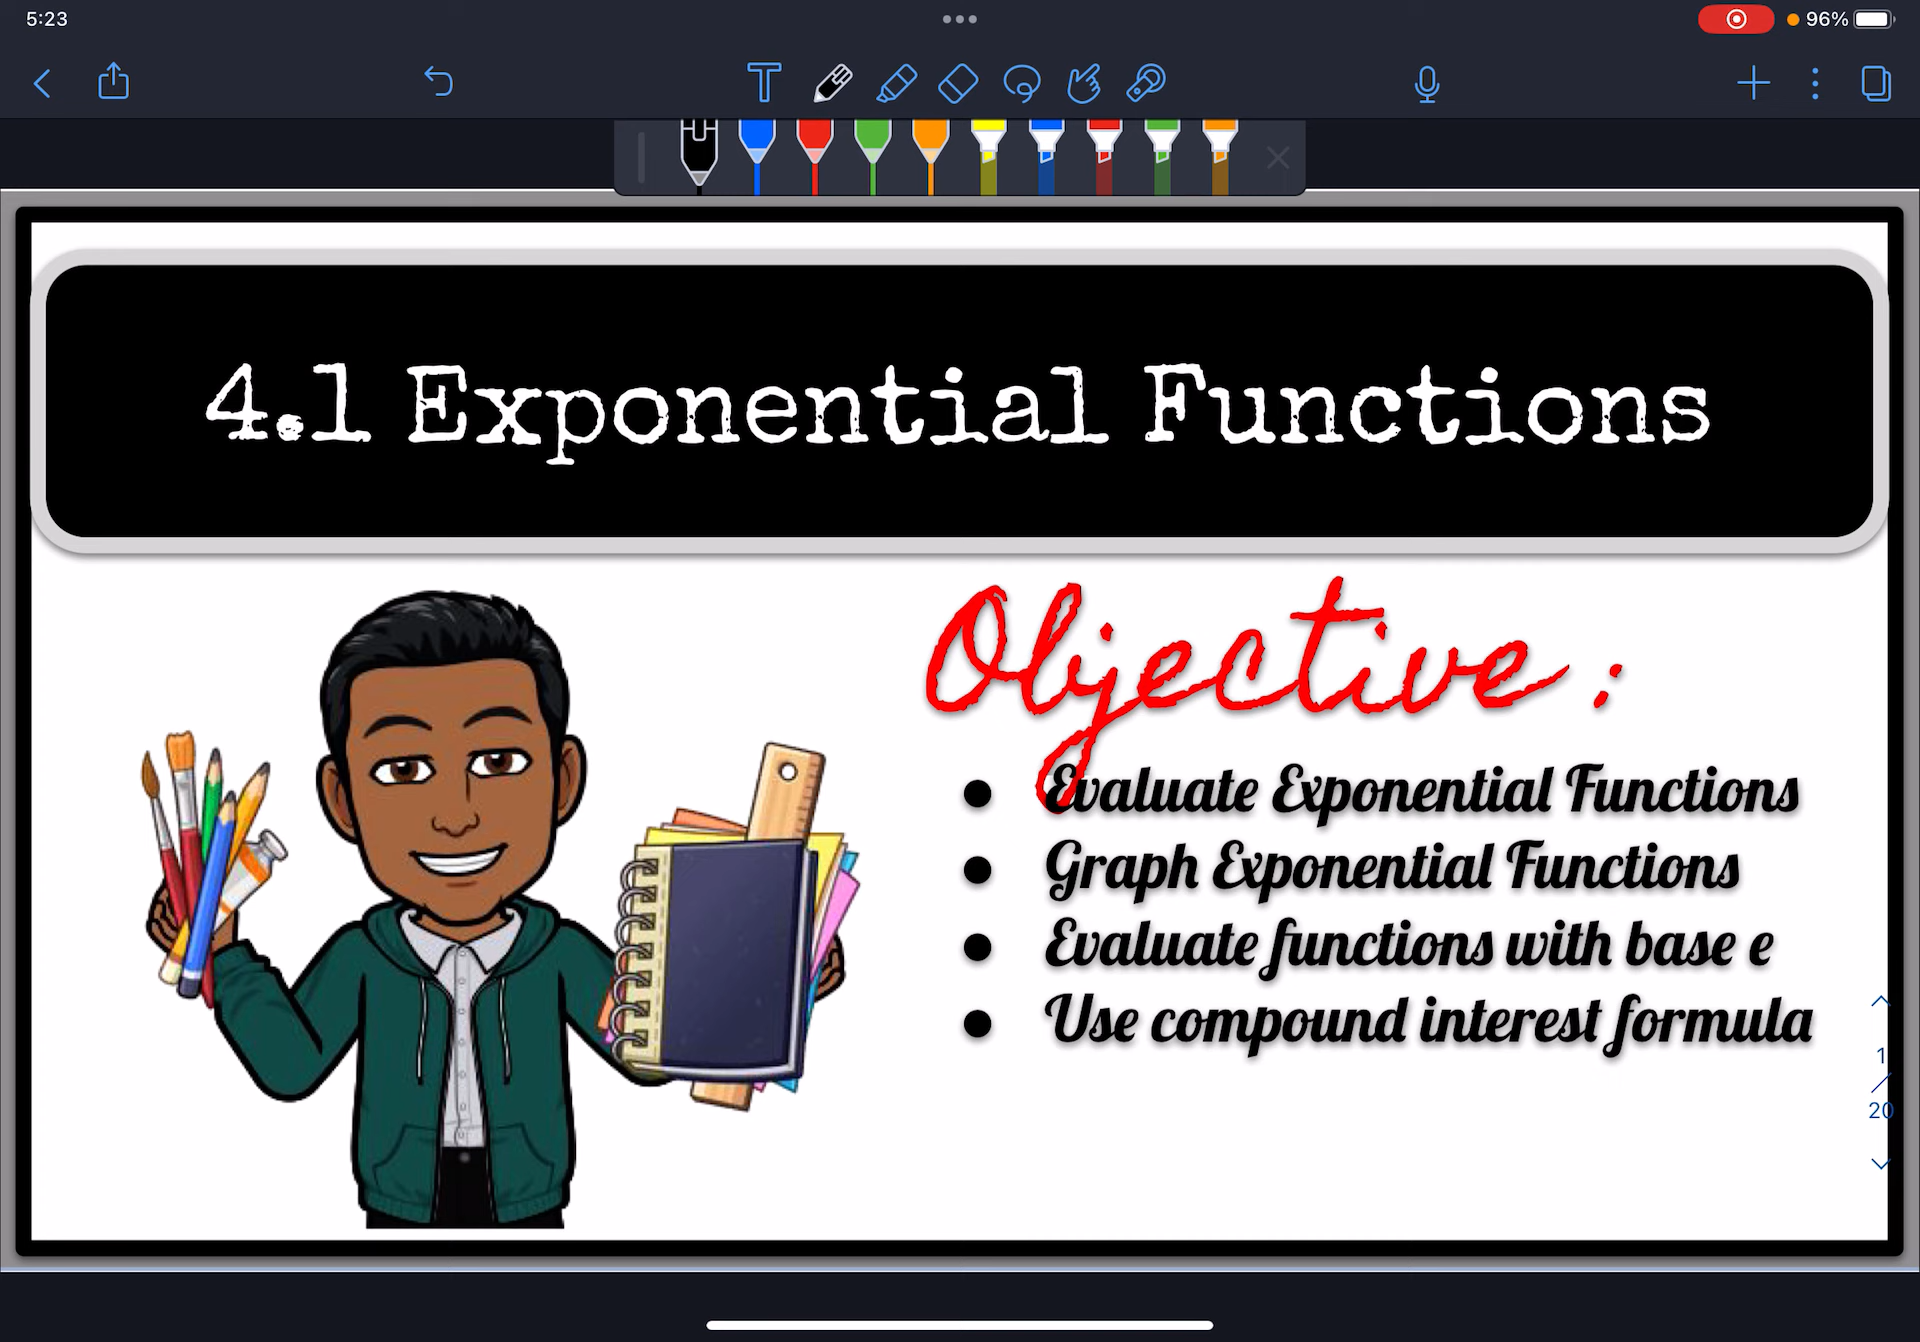 5:23
96%
4.1 Exponential Functions
Objective :
● Evaluate Exponential Functions
● Graph Exponential Functions
● Evaluate functions with base e
● Use compound interest formula
1
/
20